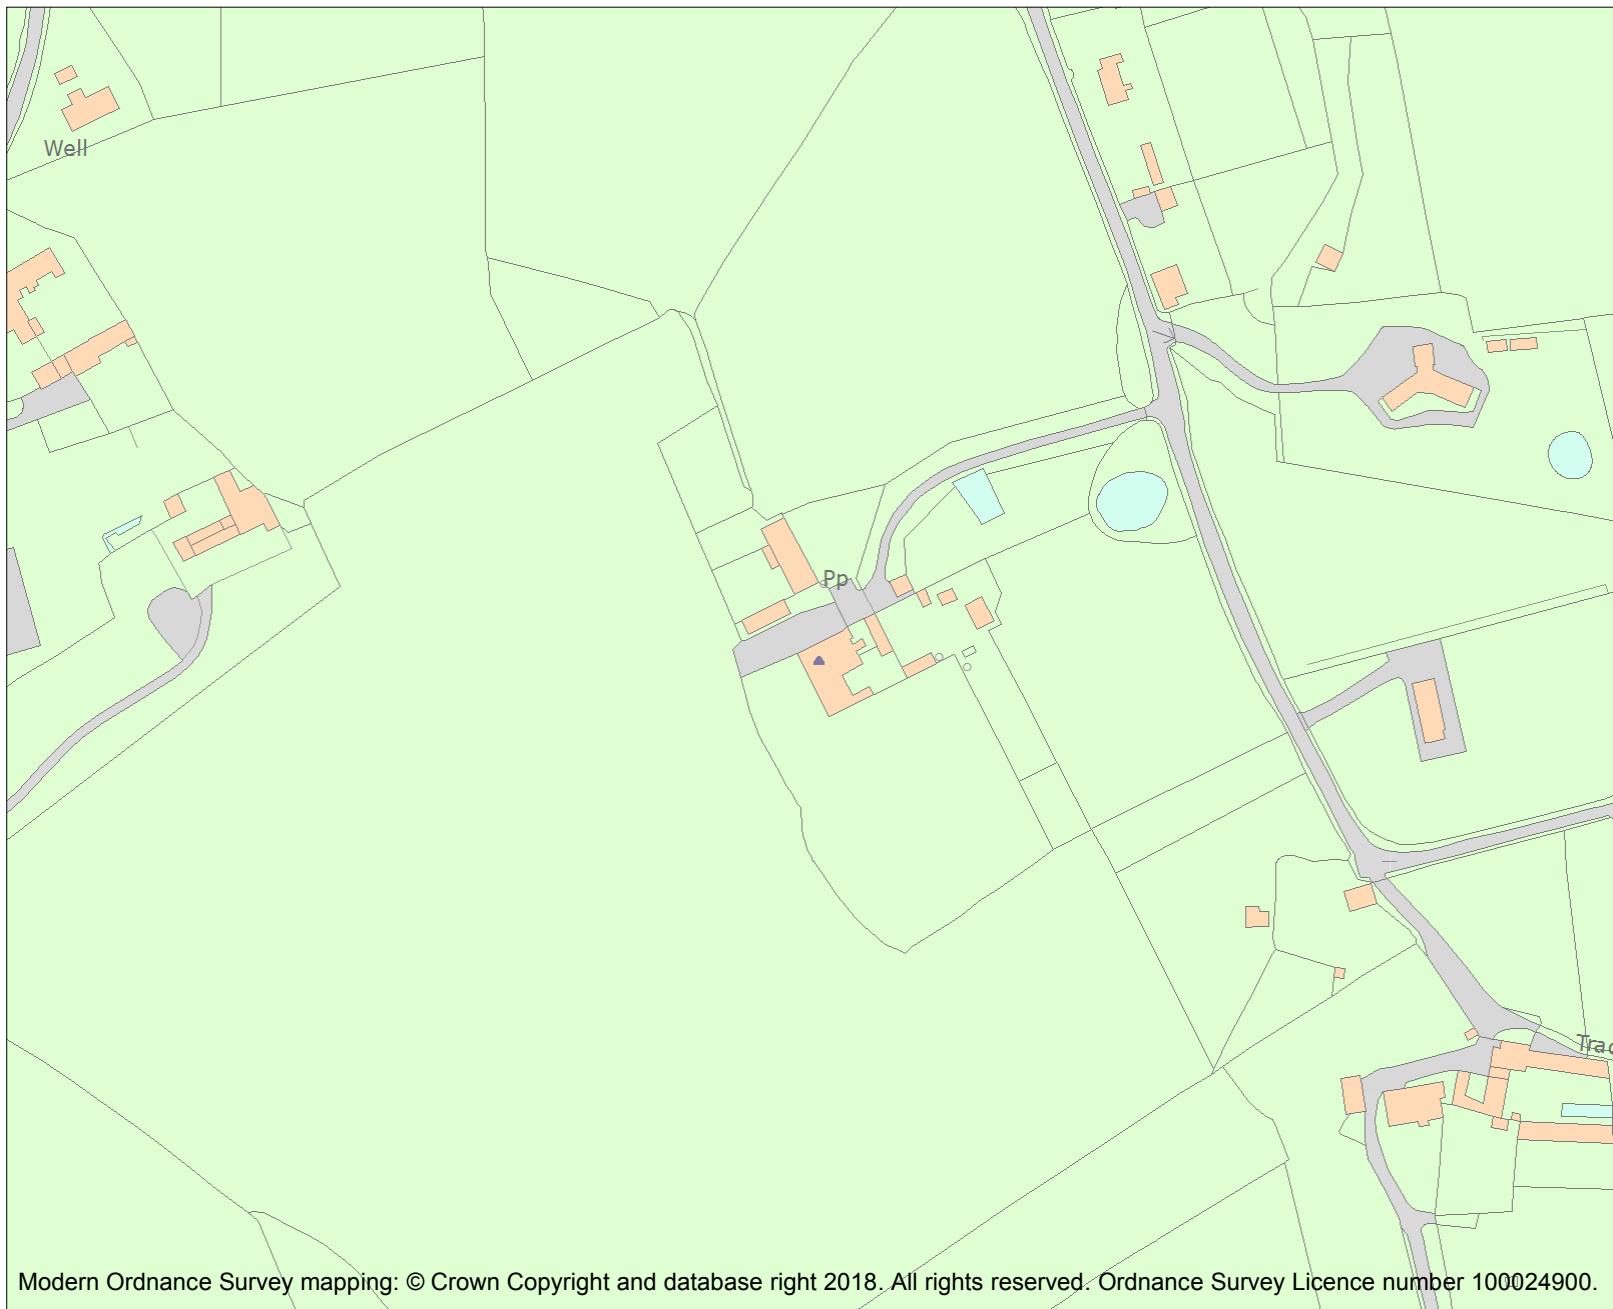 Well
Pp
Modern Ordnance Survey mapping: © Crown Copyright and database right 2018. All rights reserved. Ordnance Survey Licence number 100024900.